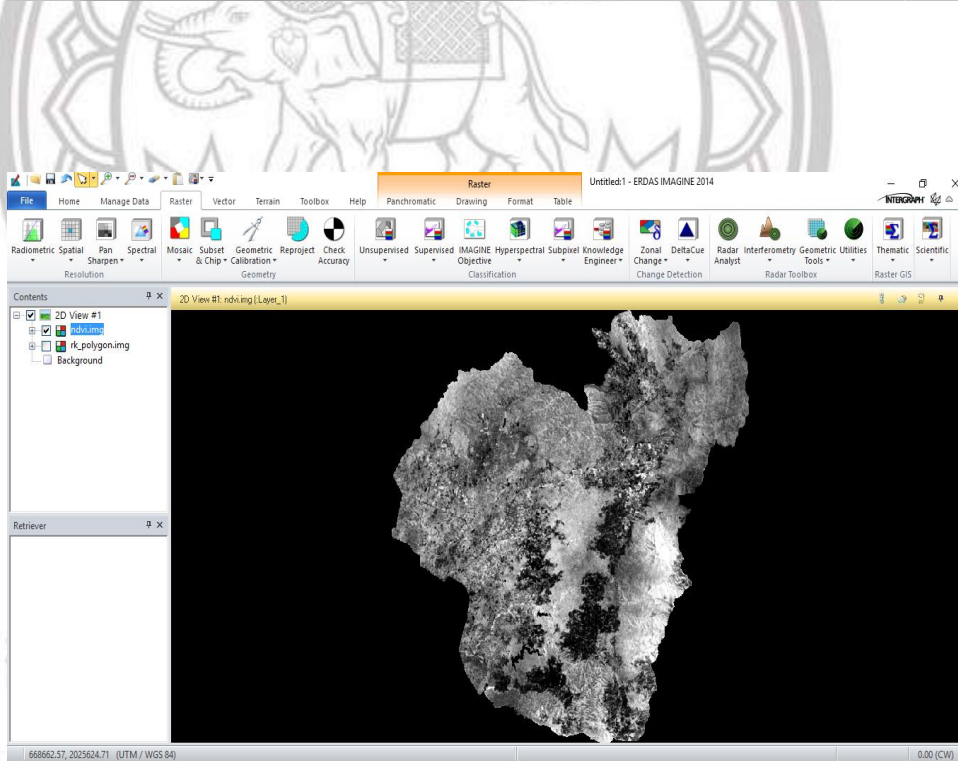 Raster
Untitled:1 - ERDAS IMAGINE 2014
File Home Manage Data Raster Vector Terrain Toolbox Help Panchromatic Drawing Format Table INTERGRAPH
Radiometric Spatial Pan Sharpen Spectral Mosaic Subset & Chip Geometric Calibration Reproject Check Accuracy Unsupervised Supervised IMAGINE Objective Hyperspectral Subpixel Knowledge Engineer Zonal Change DeltaCue Radar Analyst Interferometry Geometric Tools Utilities Thematic Scientific
Resolution Geometry Classification Change Detection Radar Toolbox Raster GIS
Contents
2D View #1: ndvi.img (:Layer_1)
2D View #1
ndvi.img
rk_polygon.img
Background
Retriever
668662.57, 2025624.71 (UTM / WGS 84)
0.00 (CW)